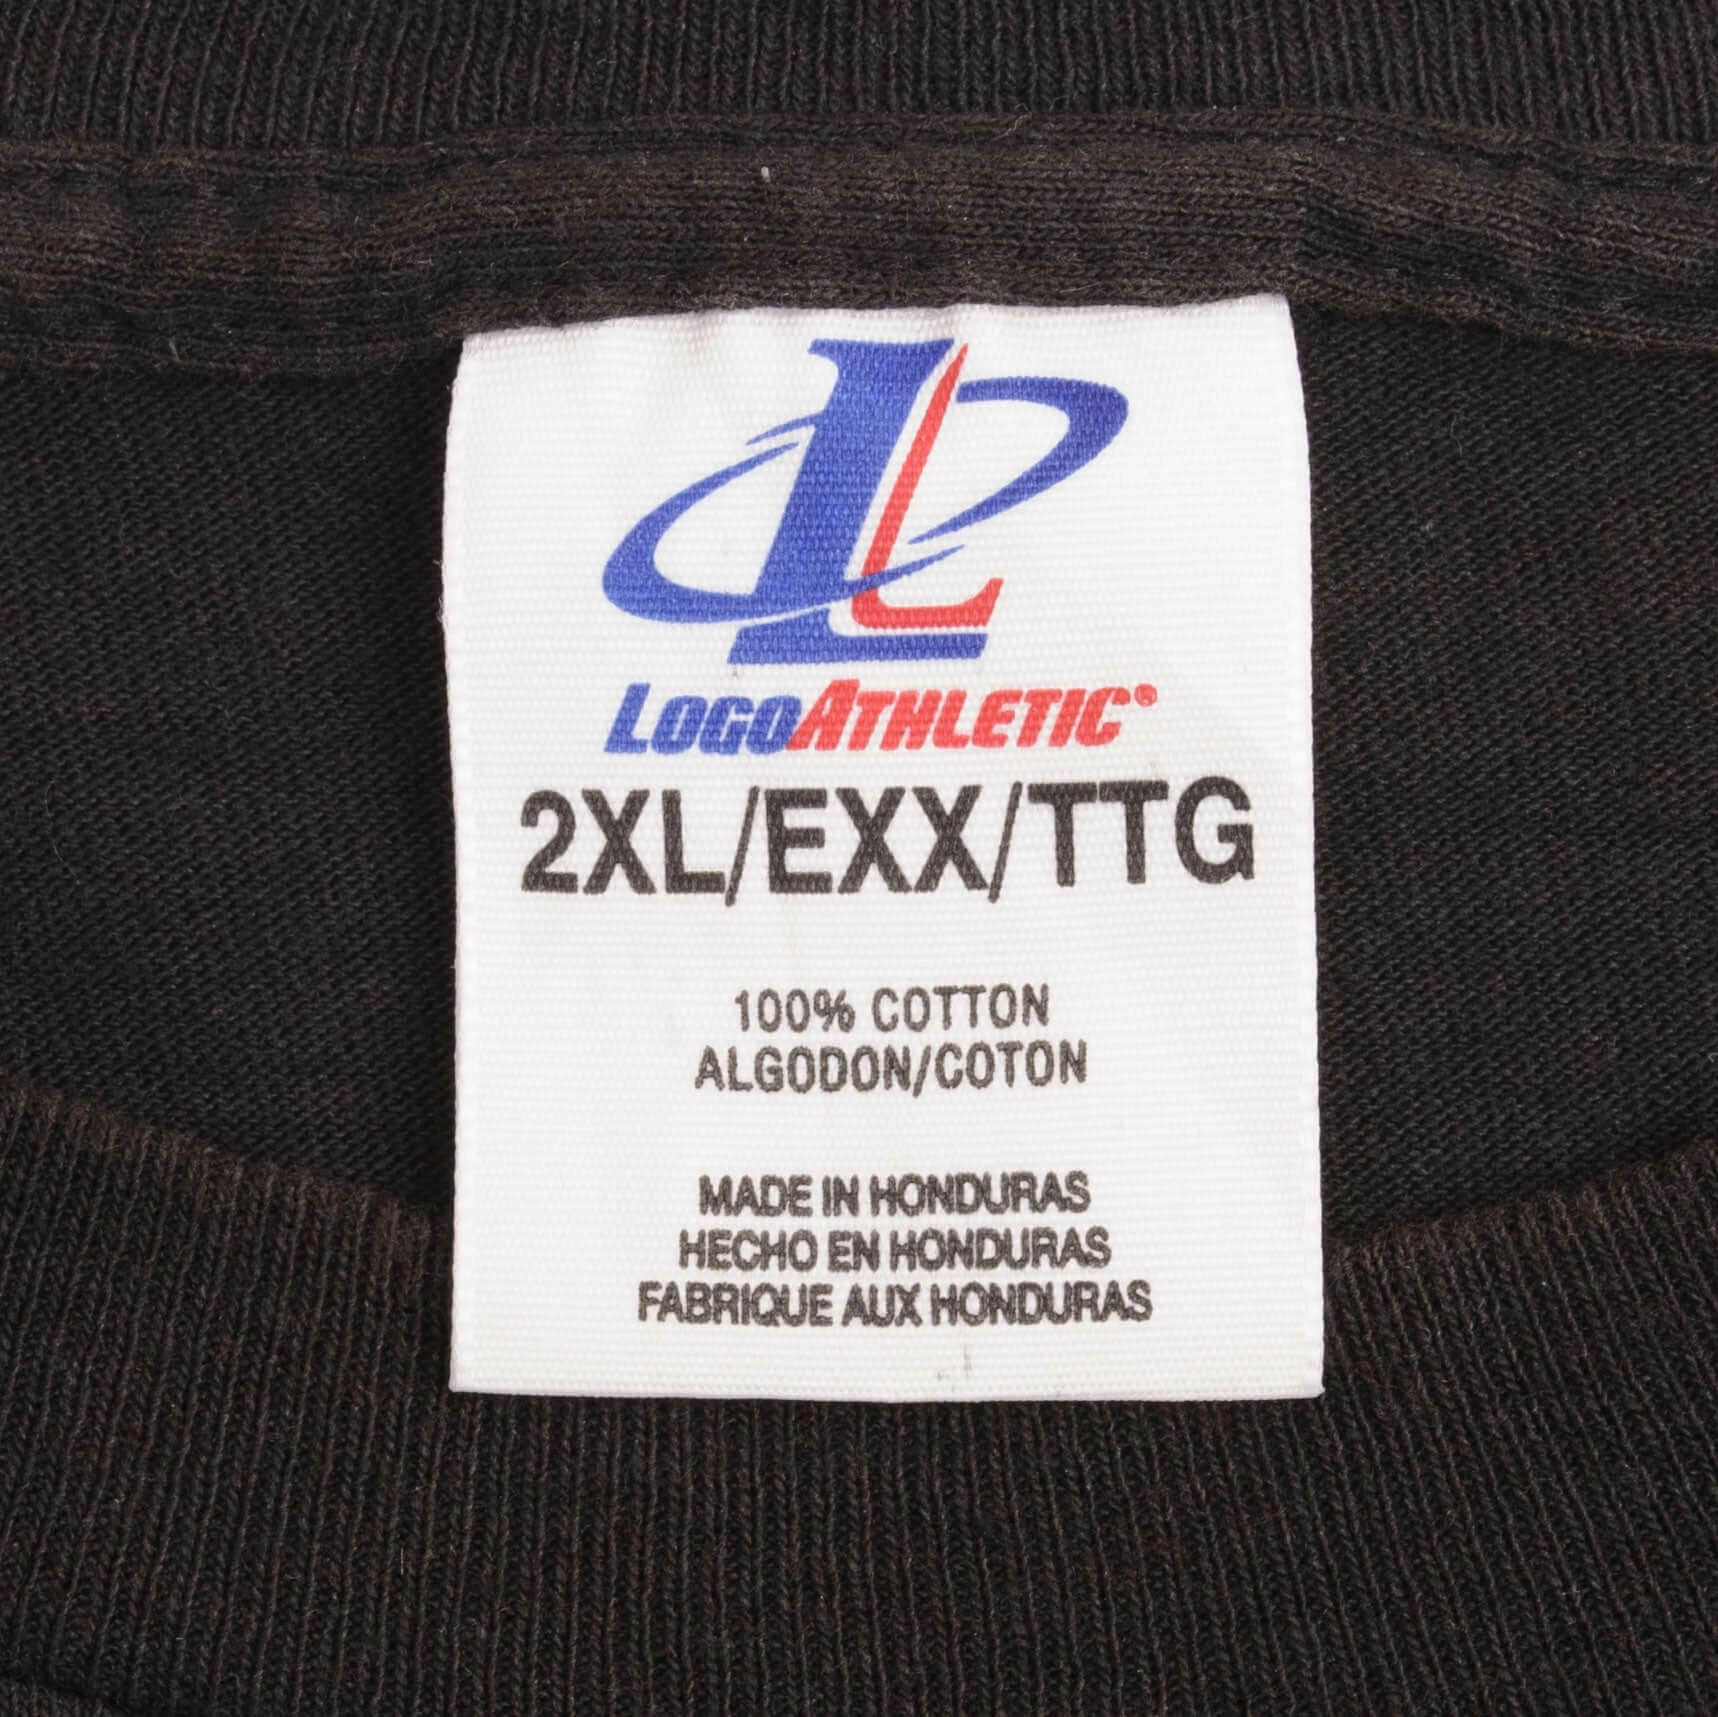 LOGOATHLETIC®
2XL/EXX/TTG
100% COTTON
ALGODON/COTON
MADE IN HONDURAS
HECHO EN HONDURAS
FABRIQUE AUX HONDURAS